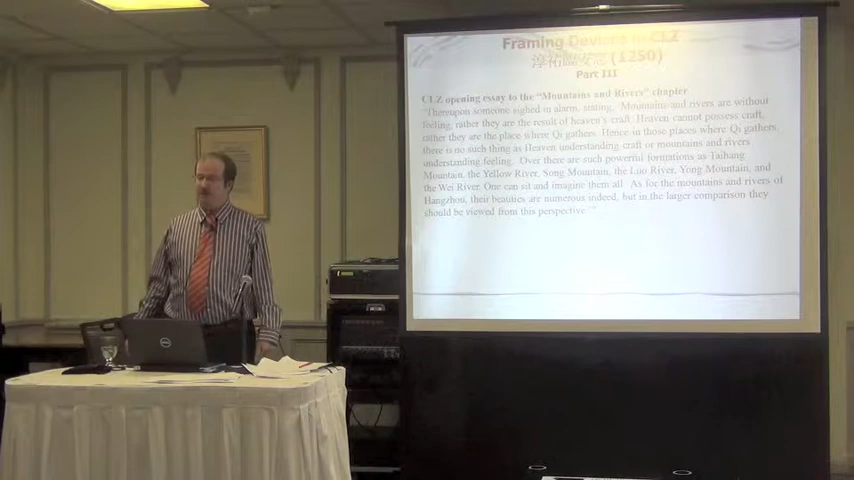 Framing Devices in CLZ
(1250)
Part III
CLZ opening essay to the "Mountains and Rivers" chapter
"Thereupon someone sighed in alarm, stating, 'Mountains and rivers are without
feeling, rather they are the result of heaven's craft. Heaven cannot possess craft,
rather they are the place where Qi gathers. Hence in those places where Qi gathers,
there is no such thing as Heaven understanding craft or mountains and rivers
understanding feeling. Over there are such powerful formations as Taihang
Mountain, the Yellow River, Song Mountain, the Luo River, Yong Mountain, and
the Wei River. One can sit and imagine them all. As for the mountains and rivers of
Hangzhou, their beauties are numerous indeed, but in the larger comparison they
should be viewed from this perspective.'"
DELL